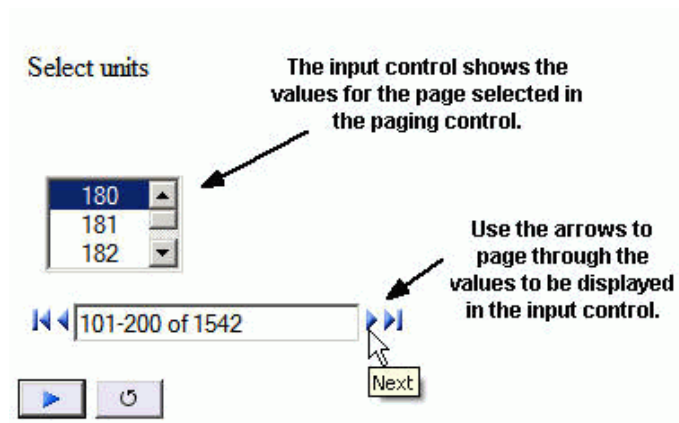 Select units
The input control shows the
values for the page selected in
the paging control.
180
181
182
Use the arrows to
page through the
values to be displayed
in the input control.
101-200 of 1542
Next